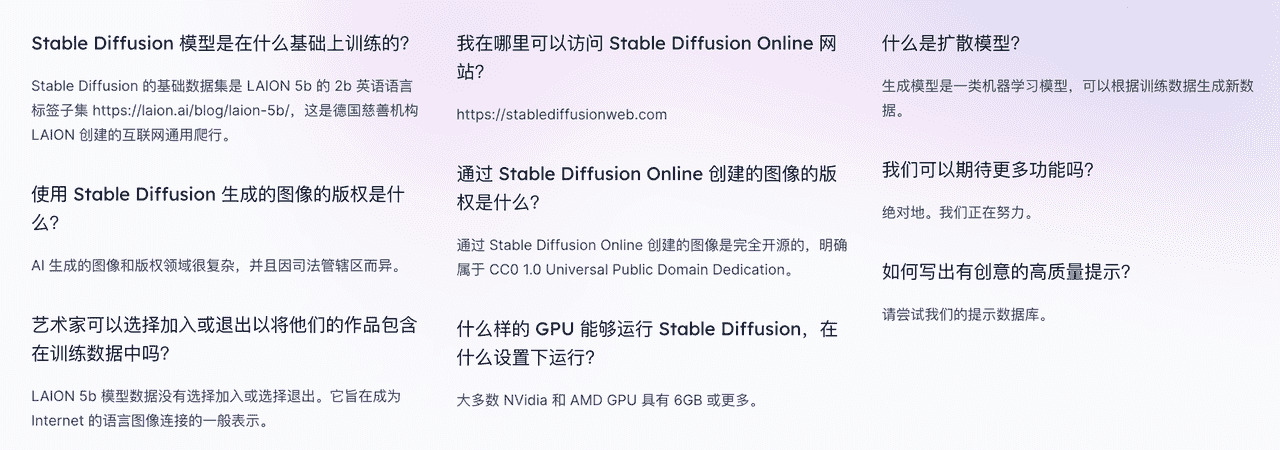 Stable Diffusion 模型是在什么基础上训练的?
Stable Diffusion 的基础数据集是 LAION 5b 的 2b 英语语言
标签子集 https://laion.ai/blog/laion-5b/，这是德国慈善机构
LAION 创建的互联网通用爬行。
使用 Stable Diffusion 生成的图像的版权是什
么?
AI 生成的图像和版权领域很复杂，并且因司法管辖区而异。
艺术家可以选择加入或退出以将他们的作品包含
在训练数据中吗?
LAION 5b 模型数据没有选择加入或选择退出。它旨在成为
Internet 的语言图像连接的一般表示。
我在哪里可以访问 Stable Diffusion Online 网
站?
https://stablediffusionweb.com
通过 Stable Diffusion Online 创建的图像的版
权是什么?
通过 Stable Diffusion Online 创建的图像是完全开源的，明确
属于 CC0 1.0 Universal Public Domain Dedication。
什么样的 GPU 能够运行 Stable Diffusion，在
什么设置下运行?
大多数 NVidia 和 AMD GPU 具有 6GB 或更多。
什么是扩散模型?
生成模型是一类机器学习模型，可以根据训练数据生成新数
据。
我们可以期待更多功能吗?
绝对地。我们正在努力。
如何写出有创意的高质量提示?
请尝试我们的提示数据库。